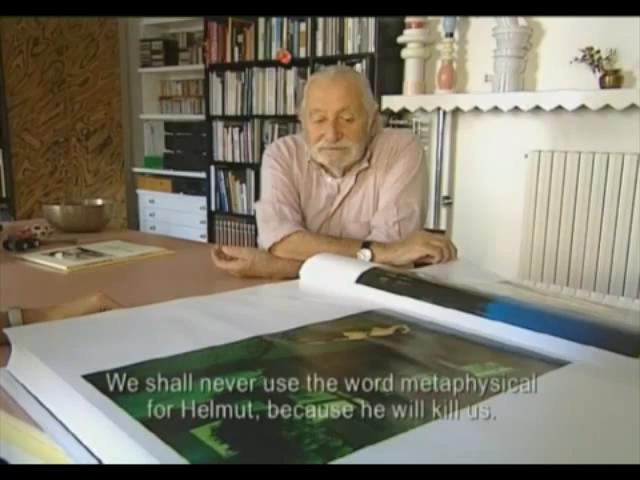 We shall never use the word metaphysical
for Helmut, because he will kill us.